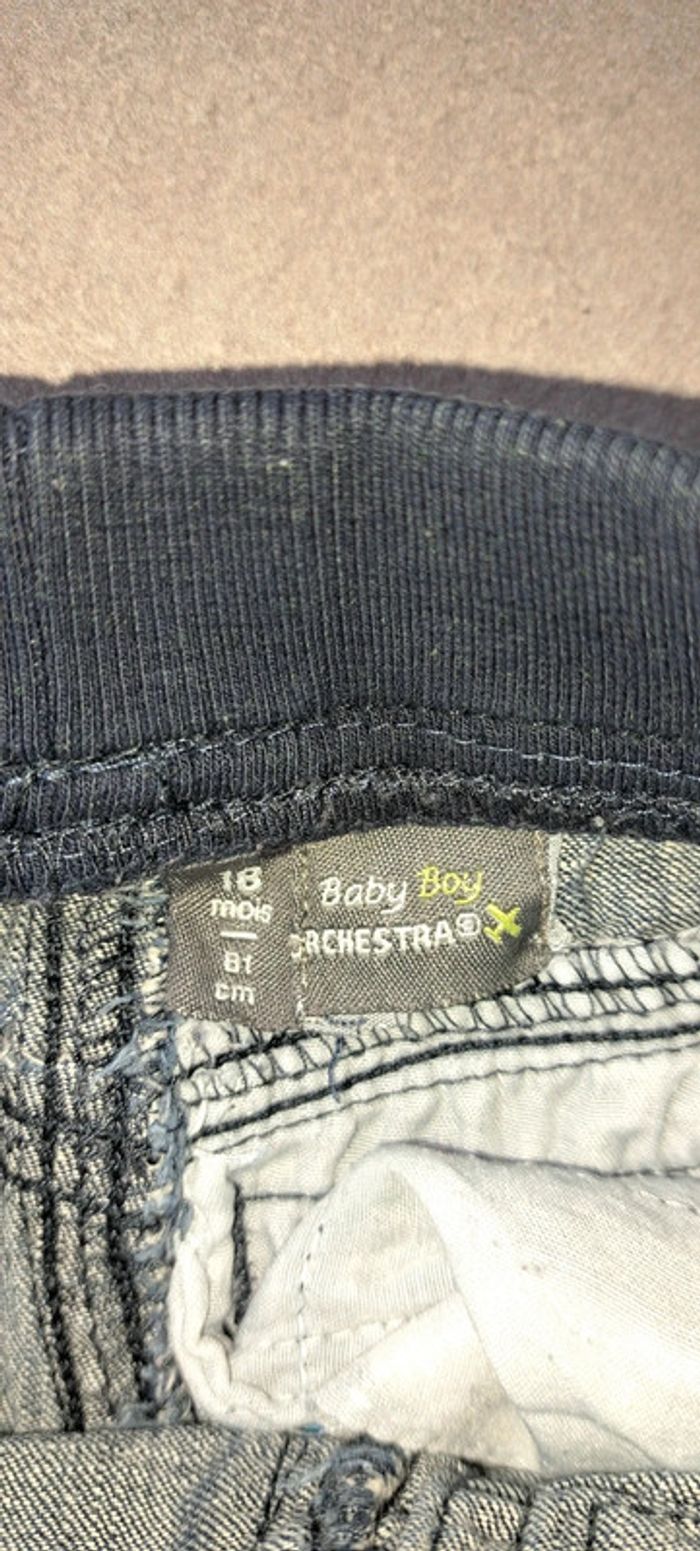 18
mois
81
cm
Baby Boy
ORCHESTRA®